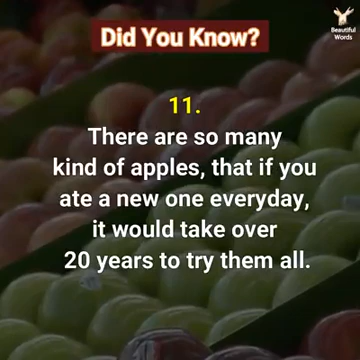 Did You Know?
Beautiful
Words
11.
There are so many
kind of apples, that if you
ate a new one everyday,
it would take over
20 years to try them all.